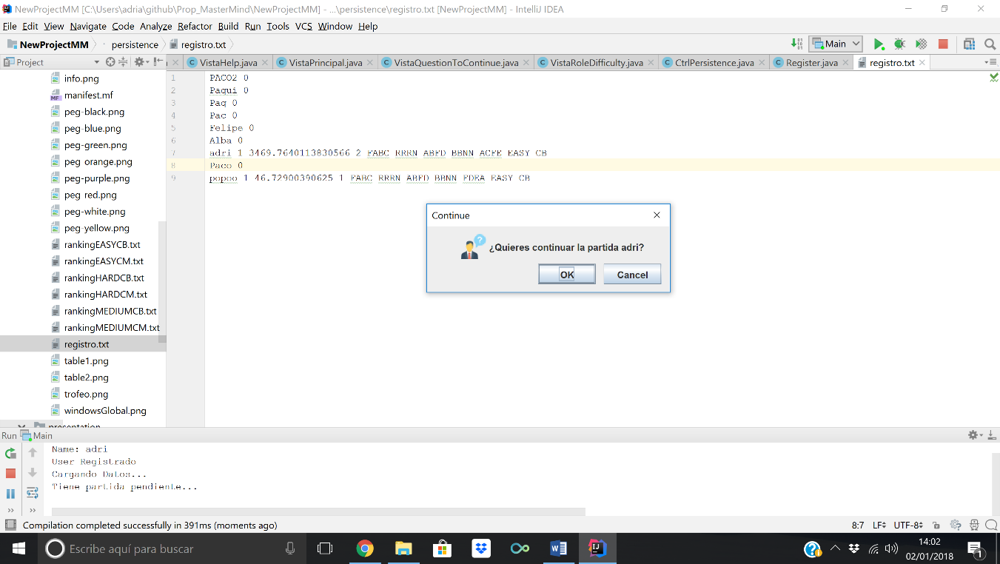 NewProjectMM [C:\Users\adria\github\Prop_MasterMind\NewProjectMM] - ...\persistence\registro.txt [NewProjectMM] - IntelliJ IDEA
File Edit View Navigate Code Analyze Refactor Build Run Tools VCS Window Help
NewProjectMM persistence registro.txt
Main
Project
VistaHelp.java VistaPrincipal.java VistaQuestionToContinue.java VistaRoleDifficulty.java CtrlPersistence.java Register.java registro.txt
info.png
manifest.mf
peg-black.png
peg-blue.png
peg-green.png
peg-orange.png
peg-purple.png
peg-red.png
peg-white.png
peg-yellow.png
rankingEASYCB.txt
rankingEASYCM.txt
rankingHARDCB.txt
rankingHARDCM.txt
rankingMEDIUMCB.txt
rankingMEDIUMCM.txt
registro.txt
table1.png
table2.png
trofeo.png
windowsGlobal.png
presentation
1 PACO2 0
2 Paqui 0
3 Paq 0
4 Pac 0
5 Felipe 0
6 Alba 0
7 adri 1 3469.7640113830566 2 FABC RRRN ABFD BBNN ACFE EASY CB
8 Paco 0
9 popoo 1 46.72900390625 1 FABC RRRN ABFD BBNN FDEA EASY CB
Continue
¿Quieres continuar la partida adri?
OK Cancel
Run Main
Name: adri
User Registrado
Cargando Datos...
Tiene partida pendiente...
Compilation completed successfully in 391ms (moments ago)
8:7 LF UTF-8
Escribe aquí para buscar
14:02
02/01/2018
1